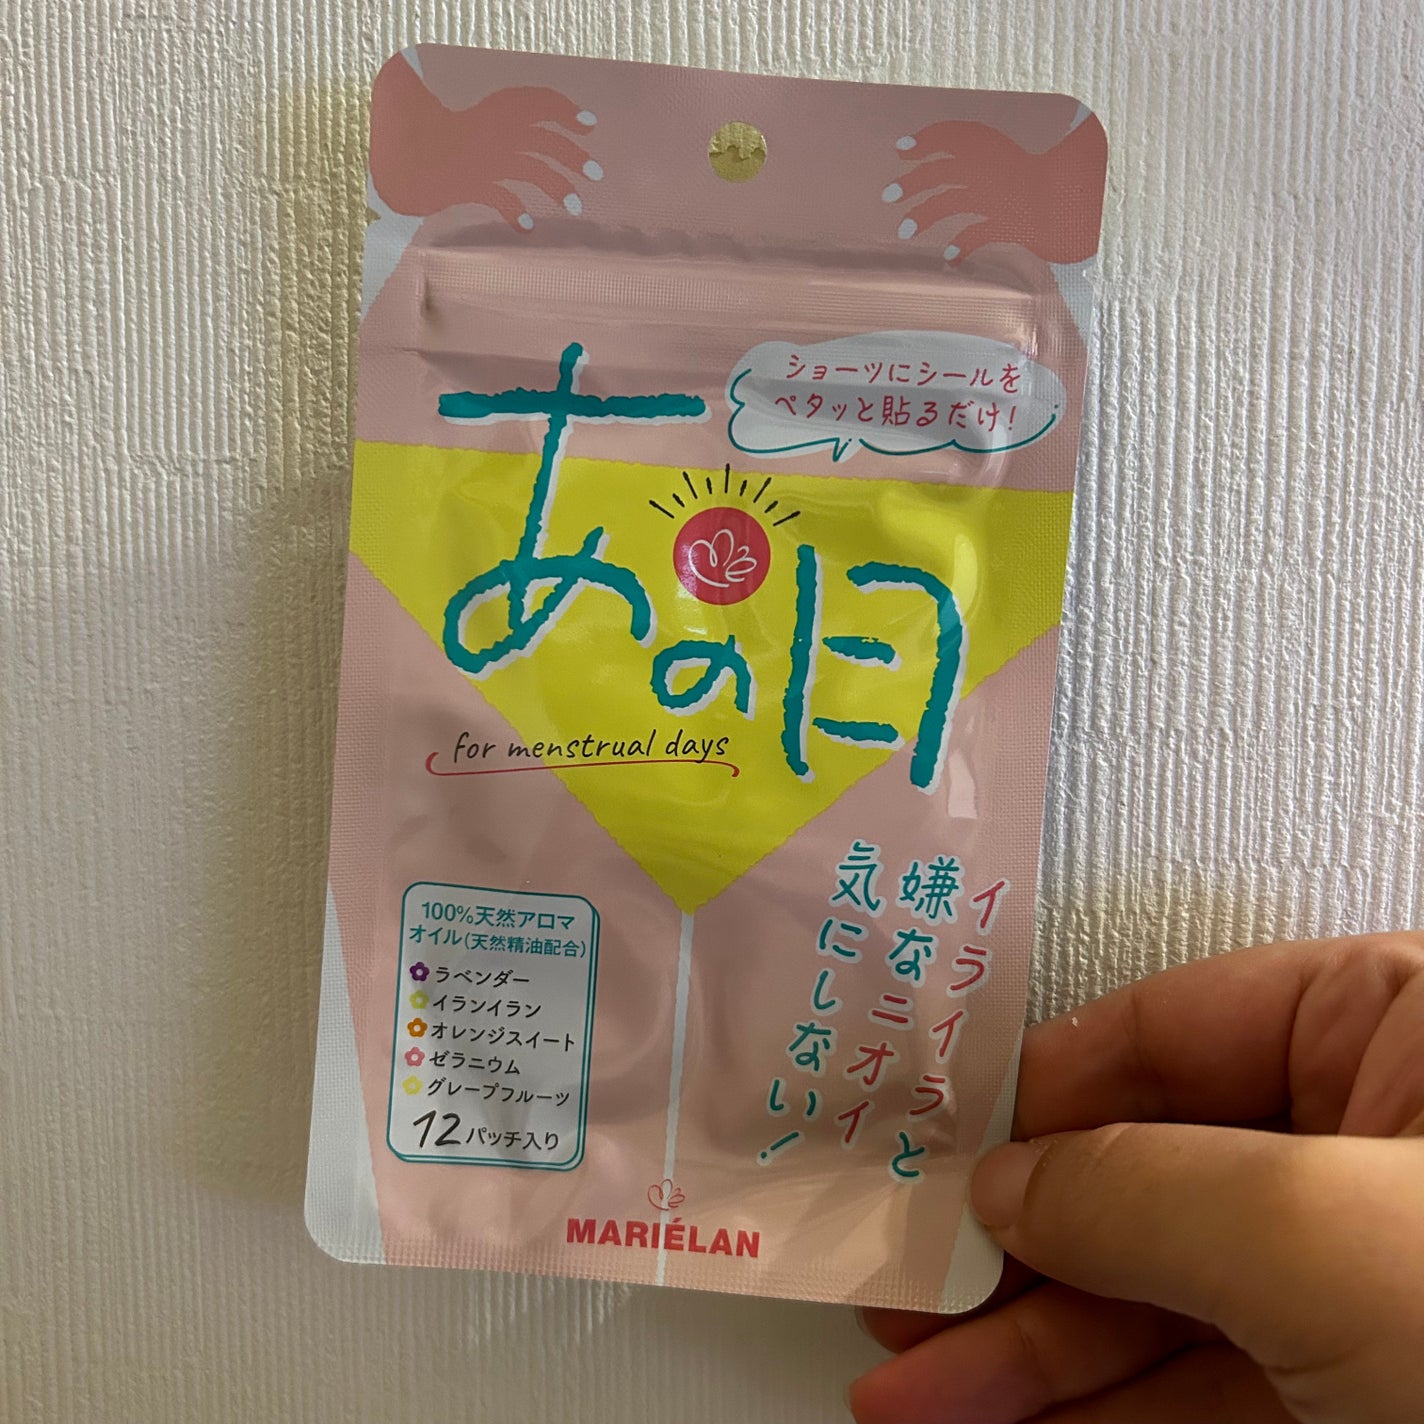 ショーツにシールを
ペタッと貼るだけ！
あの日
for menstrual days
イライラと
嫌なニオイ
気にしない！
100%天然アロマ
オイル(天然精油配合)
ラベンダー
イランイラン
オレンジスイート
ゼラニウム
グレープフルーツ
12パッチ入り
MARIÉLAN